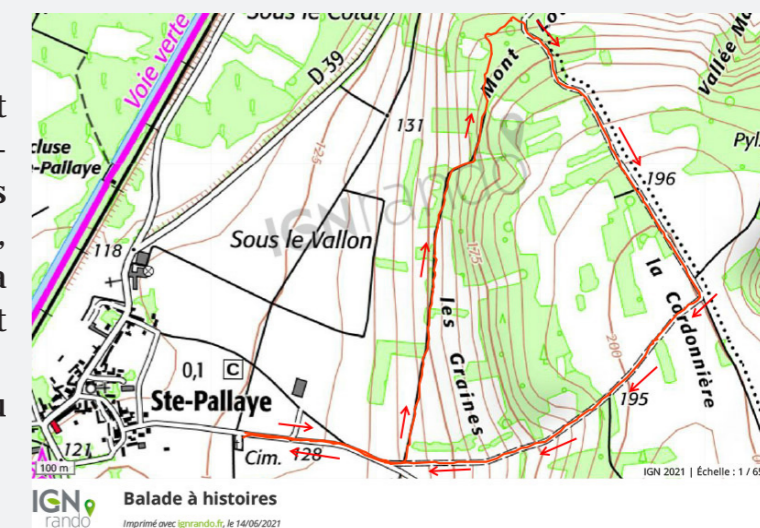 Sous le Cotat
Voie verte
D 39
Mont
Vallée
125
131
cluse
e-Pallaye
IGNrando
Pyl
196
118
Sous le Vallon
175
la Cordonnière
les Graines
0,1 C
200
Ste-Pallaye
195
121
Cim. 128
100 m
IGN 2021 | Échelle : 1 / 65
IGN
rando
Balade à histoires
Imprimé avec ignrando.fr, le 14/06/2021